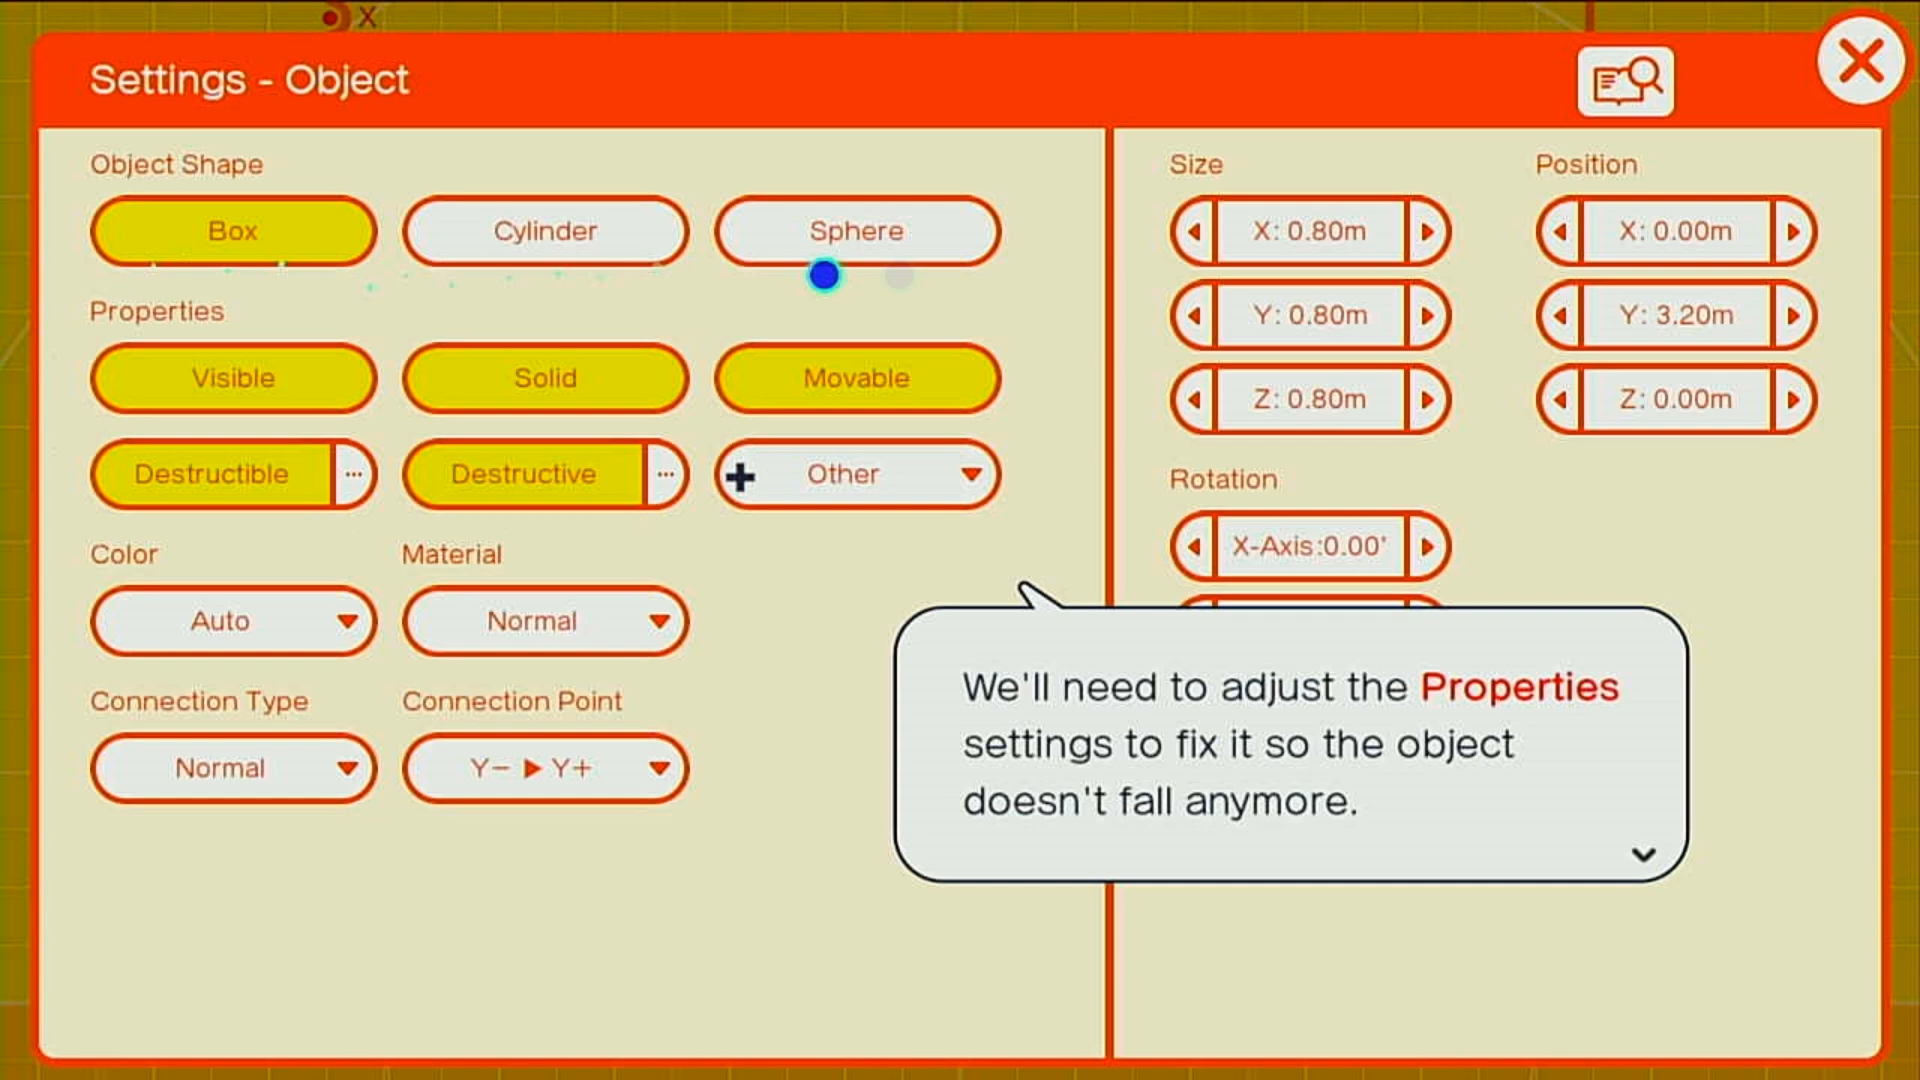 X
Settings - Object
Object Shape
Box
Cylinder
Sphere
Properties
Visible
Solid
Movable
Destructible
...
Destructive
...
Other
Color
Material
Auto
Normal
Connection Type
Connection Point
Normal
Y- ▶ Y+
Size
Position
X: 0.80m
X: 0.00m
Y: 0.80m
Y: 3.20m
Z: 0.80m
Z: 0.00m
Rotation
X-Axis:0.00°
We'll need to adjust the Properties
settings to fix it so the object
doesn't fall anymore.